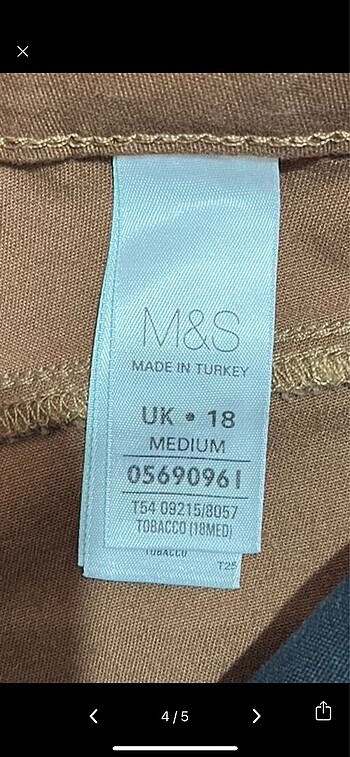 M&S
MADE IN TURKEY
UK • 18
MEDIUM
05690961
T54 09215/8057
TOBACCO (18MED)
TOBACCO
T25
4/5